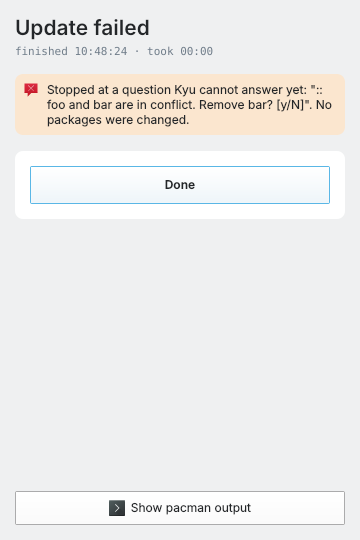 Update failed
finished 10:48:24 · took 00:00
Stopped at a question Kyu cannot answer yet: "::
foo and bar are in conflict. Remove bar? [y/N]". No
packages were changed.
Done
Show pacman output